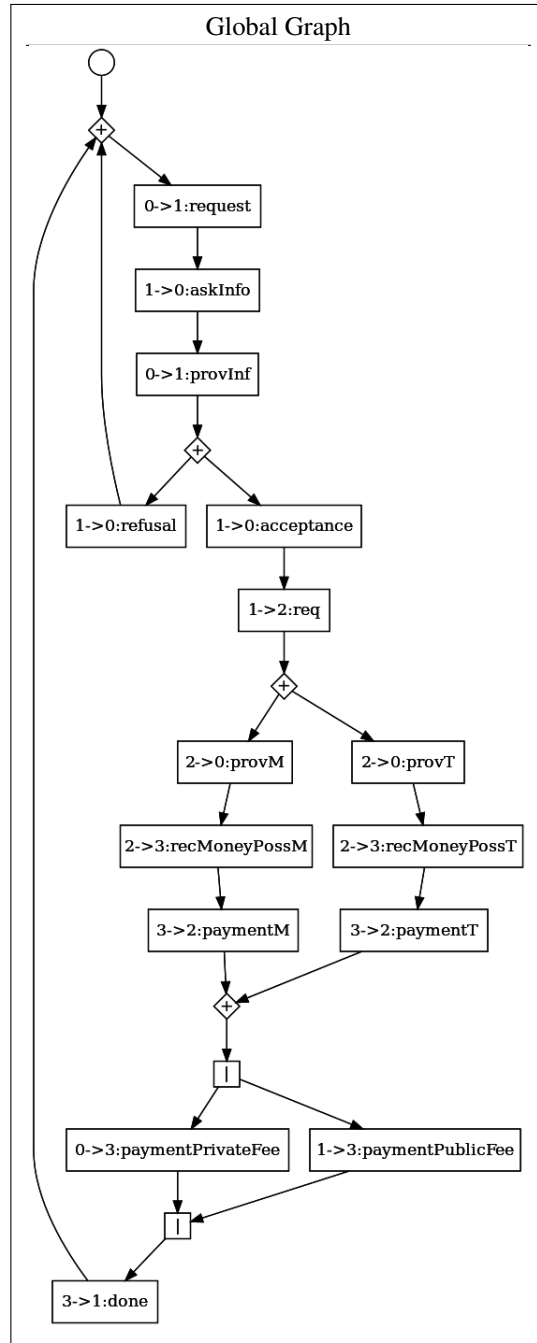 Global Graph
+
0->1:request
1->0:askInfo
0->1:provInf
+
1->0:refusal 1->0:acceptance
1->2:req
+
2->0:provM 2->0:provT
2->3:recMoneyPossM 2->3:recMoneyPossT
3->2:paymentM 3->2:paymentT
+
|
0->3:paymentPrivateFee 1->3:paymentPublicFee
|
3->1:done